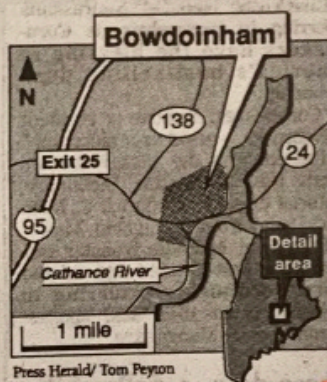 Bowdoinham
N
138
Exit 25
24
95
Detail
area
Cathance River
1 mile
Press Herald/ Tom Peyton